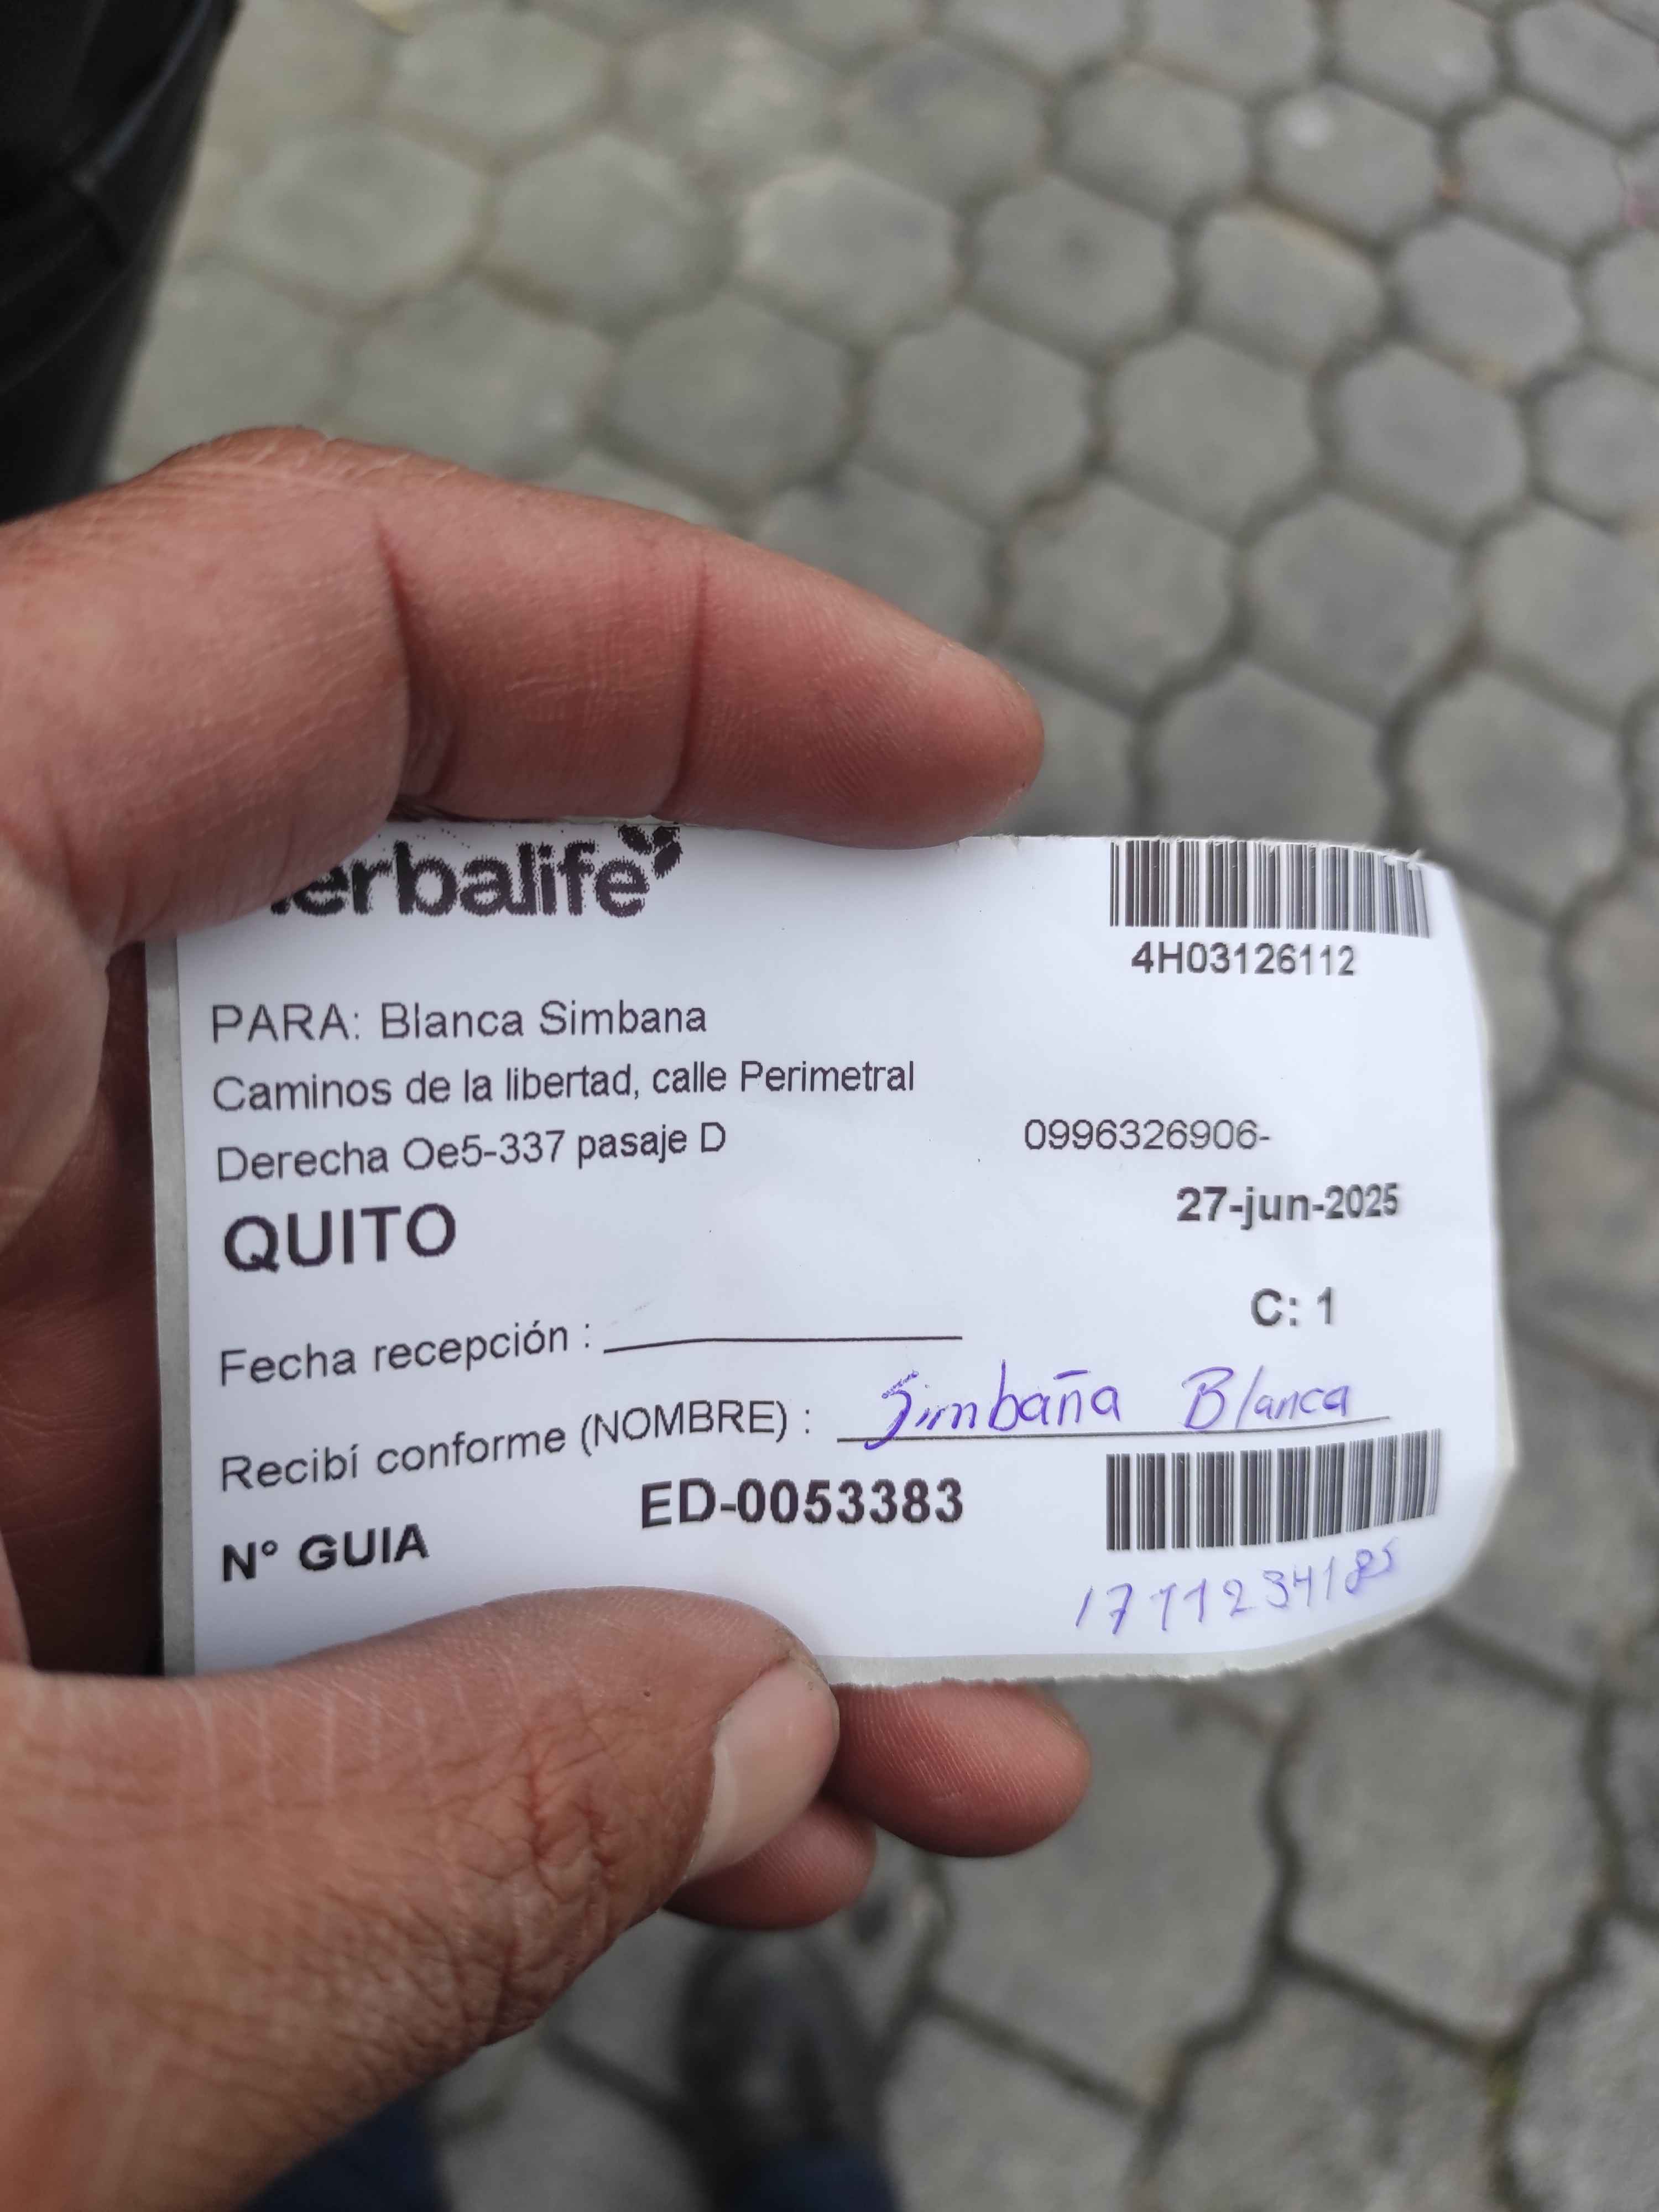 erbalife
4H03126112
PARA: Blanca Simbana
Caminos de la libertad, calle Perimetral
Derecha Oe5-337 pasaje D 0996326906-
QUITO 27-jun-2025
C: 1
Fecha recepción :
Recibí conforme (NOMBRE) : Simbaña Blanca
N° GUIA ED-0053383
1711234185